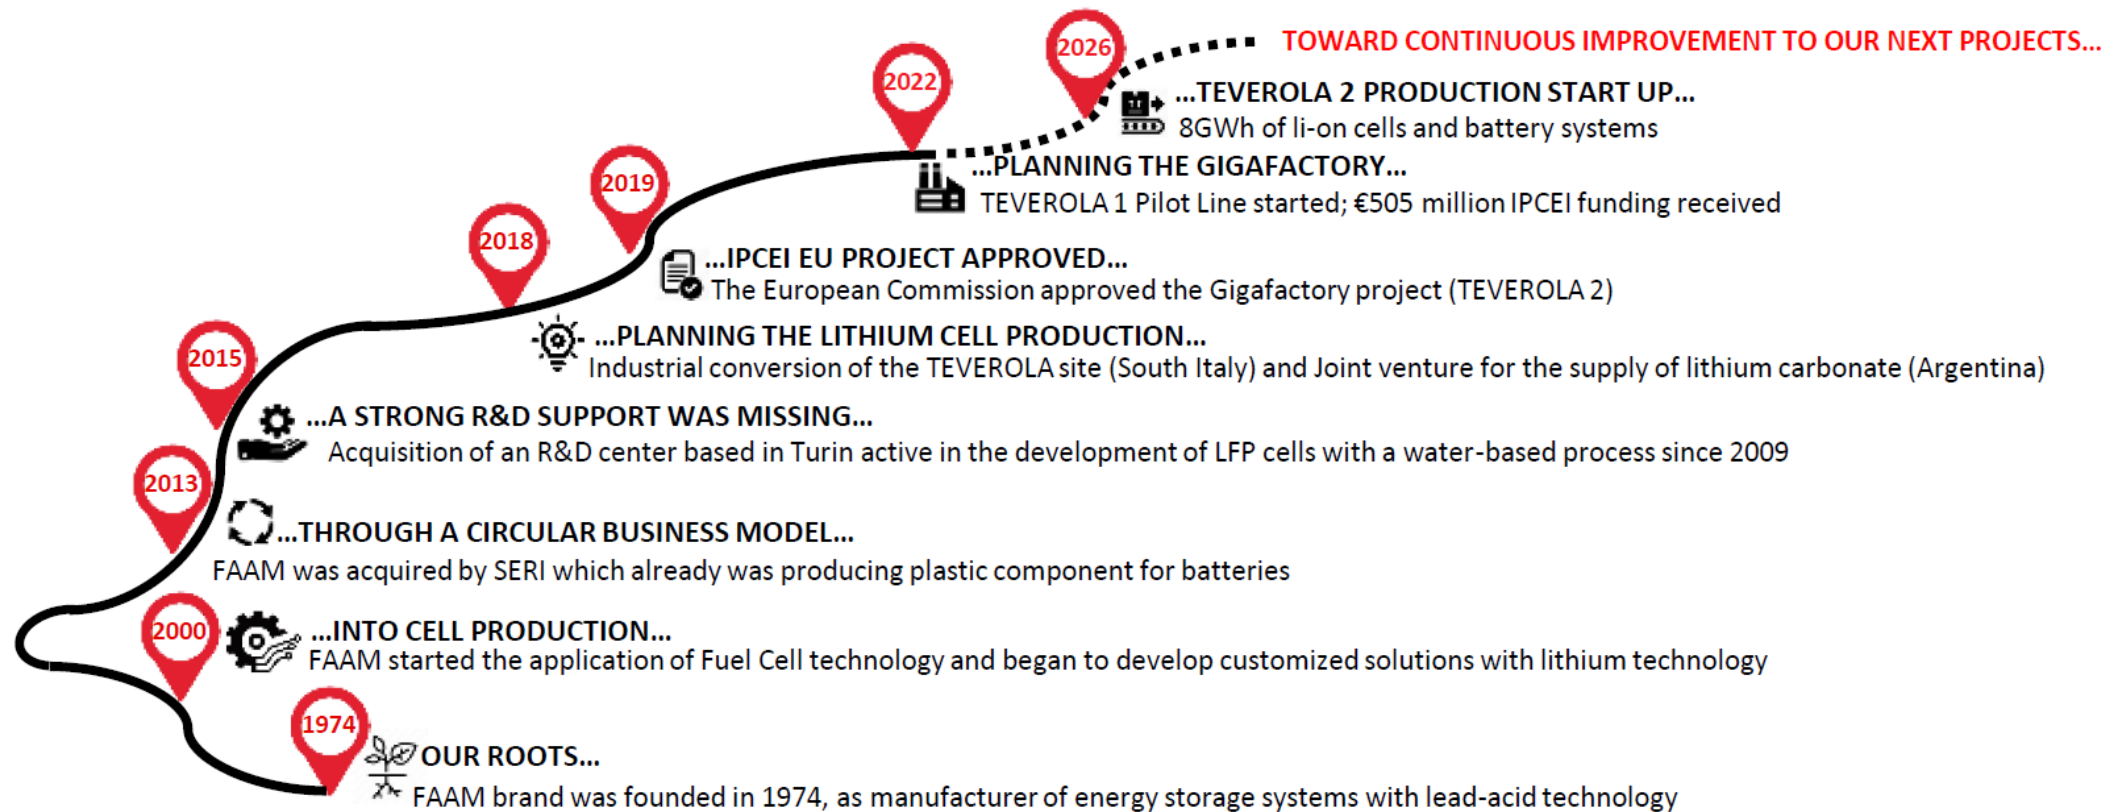 2026
TOWARD CONTINUOUS IMPROVEMENT TO OUR NEXT PROJECTS...
...TEVEROLA 2 PRODUCTION START UP...
8GWh of li-on cells and battery systems
2022
...PLANNING THE GIGAFACTORY...
TEVEROLA 1 Pilot Line started; €505 million IPCEI funding received
2019
...IPCEI EU PROJECT APPROVED...
The European Commission approved the Gigafactory project (TEVEROLA 2)
2018
...PLANNING THE LITHIUM CELL PRODUCTION...
Industrial conversion of the TEVEROLA site (South Italy) and Joint venture for the supply of lithium carbonate (Argentina)
2015
...A STRONG R&D SUPPORT WAS MISSING...
Acquisition of an R&D center based in Turin active in the development of LFP cells with a water-based process since 2009
2013
...THROUGH A CIRCULAR BUSINESS MODEL...
FAAM was acquired by SERI which already was producing plastic component for batteries
2000
...INTO CELL PRODUCTION...
FAAM started the application of Fuel Cell technology and began to develop customized solutions with lithium technology
1974
OUR ROOTS...
FAAM brand was founded in 1974, as manufacturer of energy storage systems with lead-acid technology